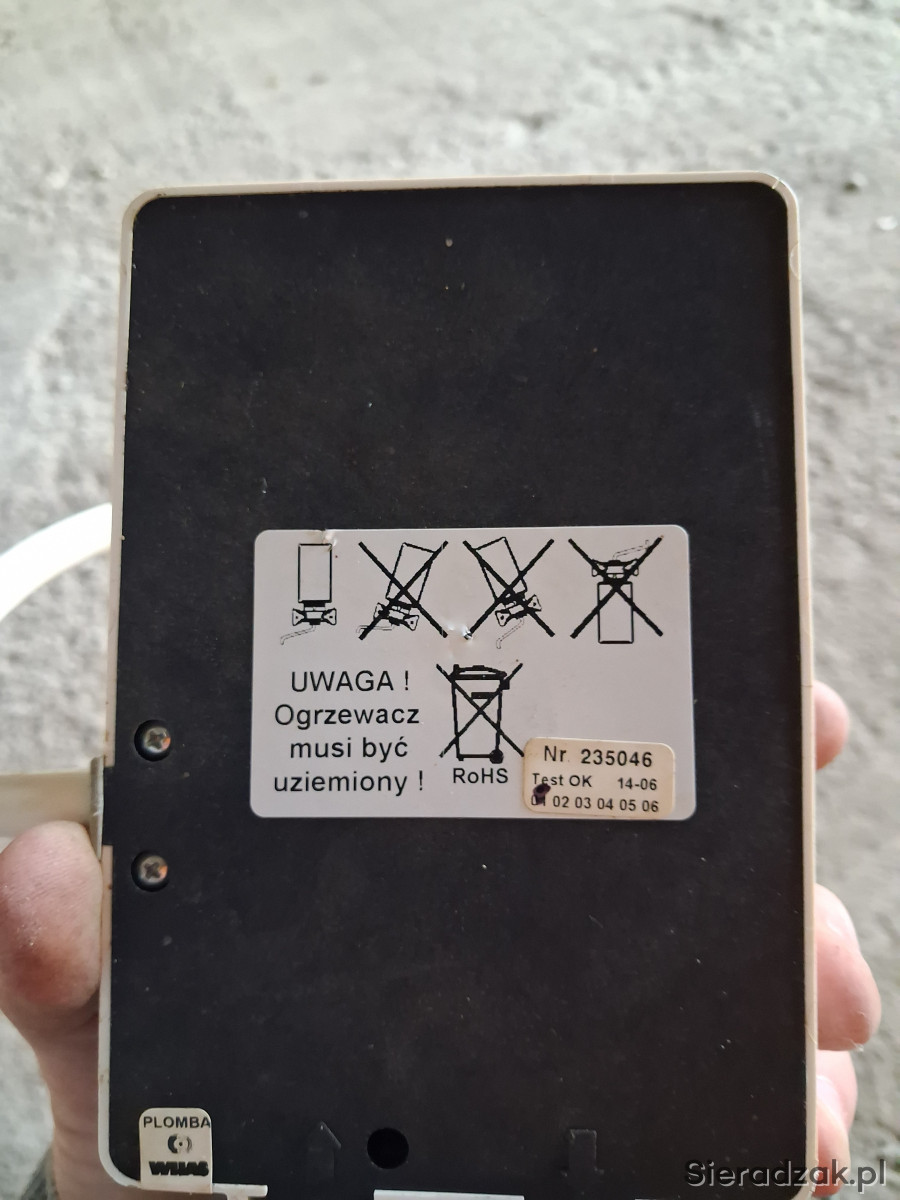 UWAGA !
Ogrzewacz
musi być
uziemiony !
RoHS
Nr. 235046
Test OK 14-06
01 02 03 04 05 06
PLOMBA
WIJAS
Sieradzak.pl